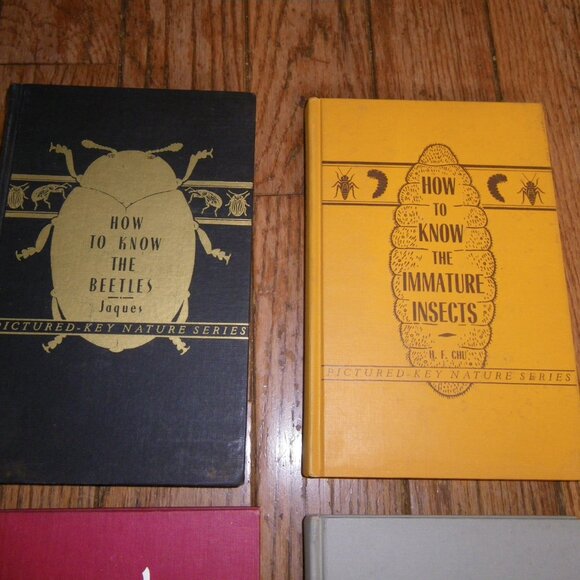 HOW
TO KNOW
THE
BEETLES
Jaques
PICTURED-KEY NATURE SERIES
HOW
TO
KNOW
THE
IMMATURE
INSECTS
H. F. CHU
PICTURED-KEY NATURE SERIES